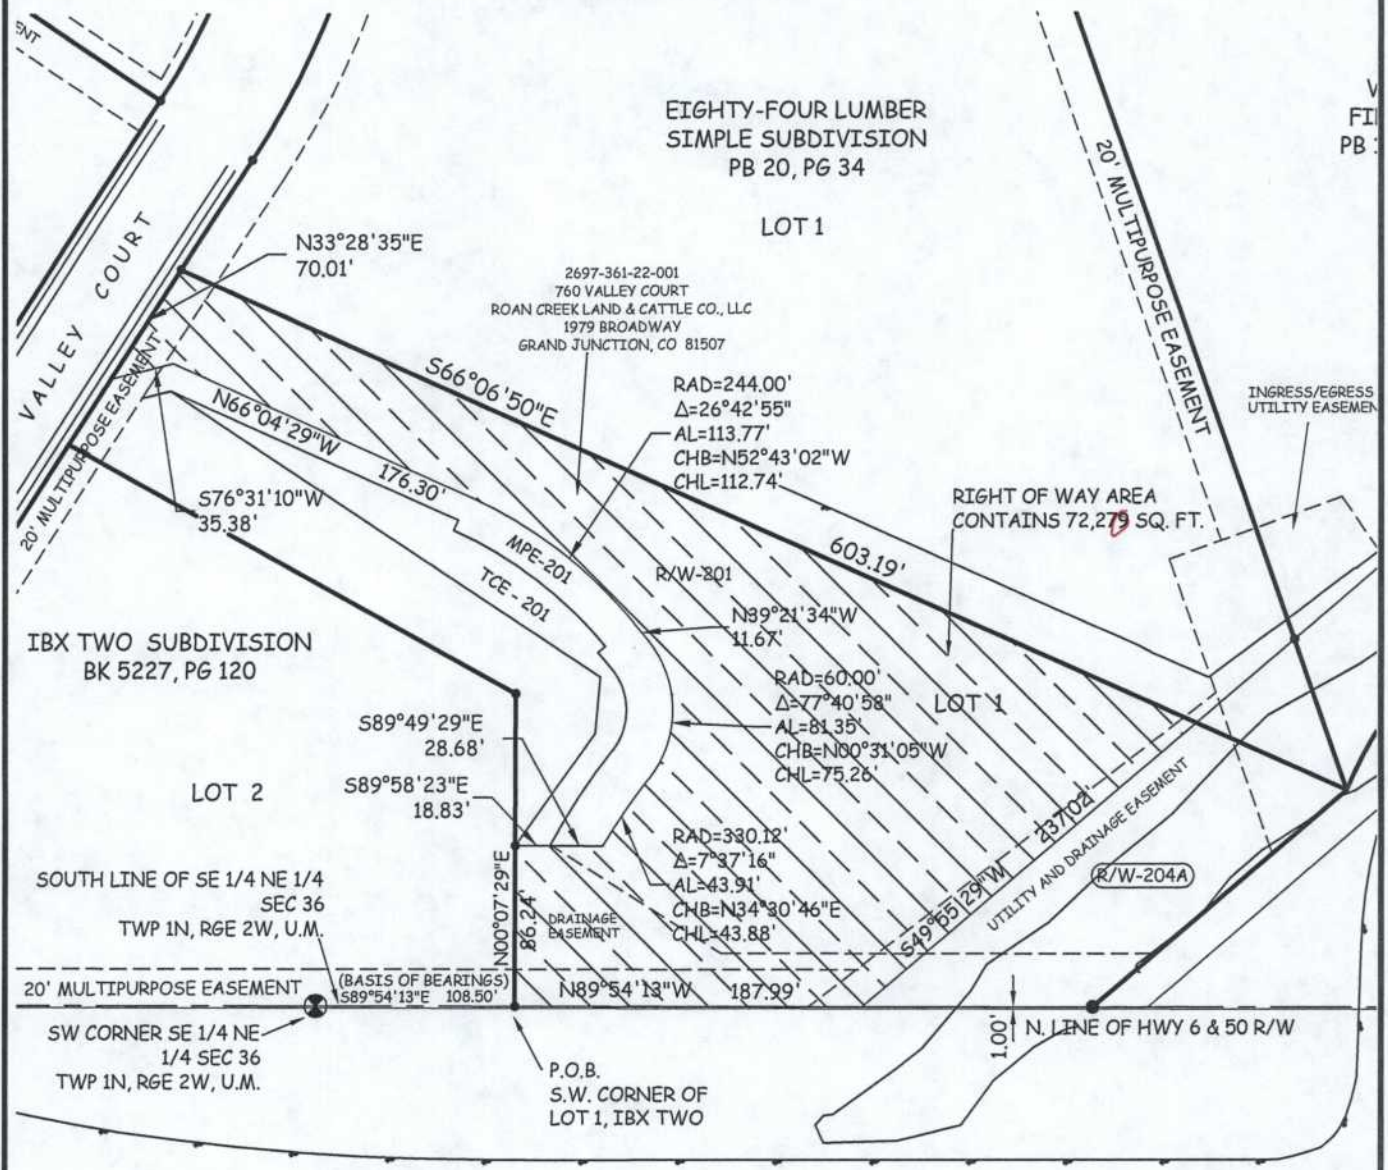 ENT
EIGHTY-FOUR LUMBER
SIMPLE SUBDIVISION
PB 20, PG 34
LOT 1
FI
PB
20' MULTIPURPOSE EASEMENT
VALLEY COURT
N33°28'35"E
70.01'
2697-361-22-001
760 VALLEY COURT
ROAN CREEK LAND & CATTLE CO., LLC
1979 BROADWAY
GRAND JUNCTION, CO 81507
S66°06'50"E
603.19'
RAD=244.00'
Δ=26°42'55"
AL=113.77'
CHB=N52°43'02"W
CHL=112.74'
INGRESS/EGRESS
UTILITY EASEMEN
20' MULTIPURPOSE EASEMENT
N66°04'29"W
176.30'
S76°31'10"W
35.38'
RIGHT OF WAY AREA
CONTAINS 72,279 SQ. FT.
MPE-201
TCE - 201
R/W-201
N39°21'34"W
11.67'
IBX TWO SUBDIVISION
BK 5227, PG 120
RAD=60.00'
Δ=77°40'58"
AL=81.35'
CHB=N00°31'05"W
CHL=75.26'
LOT 1
S89°49'29"E
28.68'
LOT 2
S89°58'23"E
18.83'
RAD=330.12'
Δ=7°37'16"
AL=43.91'
CHB=N34°30'46"E
CHL=43.88'
S49°55'29"W
237.02'
UTILITY AND DRAINAGE EASEMENT
R/W-204A
SOUTH LINE OF SE 1/4 NE 1/4
SEC 36
TWP 1N, RGE 2W, U.M.
N00°07'29"E
86.24'
DRAINAGE
EASEMENT
20' MULTIPURPOSE EASEMENT
(BASIS OF BEARINGS)
S89°54'13"E 108.50'
N89°54'13"W 187.99'
SW CORNER SE 1/4 NE
1/4 SEC 36
TWP 1N, RGE 2W, U.M.
1.00'
N. LINE OF HWY 6 & 50 R/W
P.O.B.
S.W. CORNER OF
LOT 1, IBX TWO